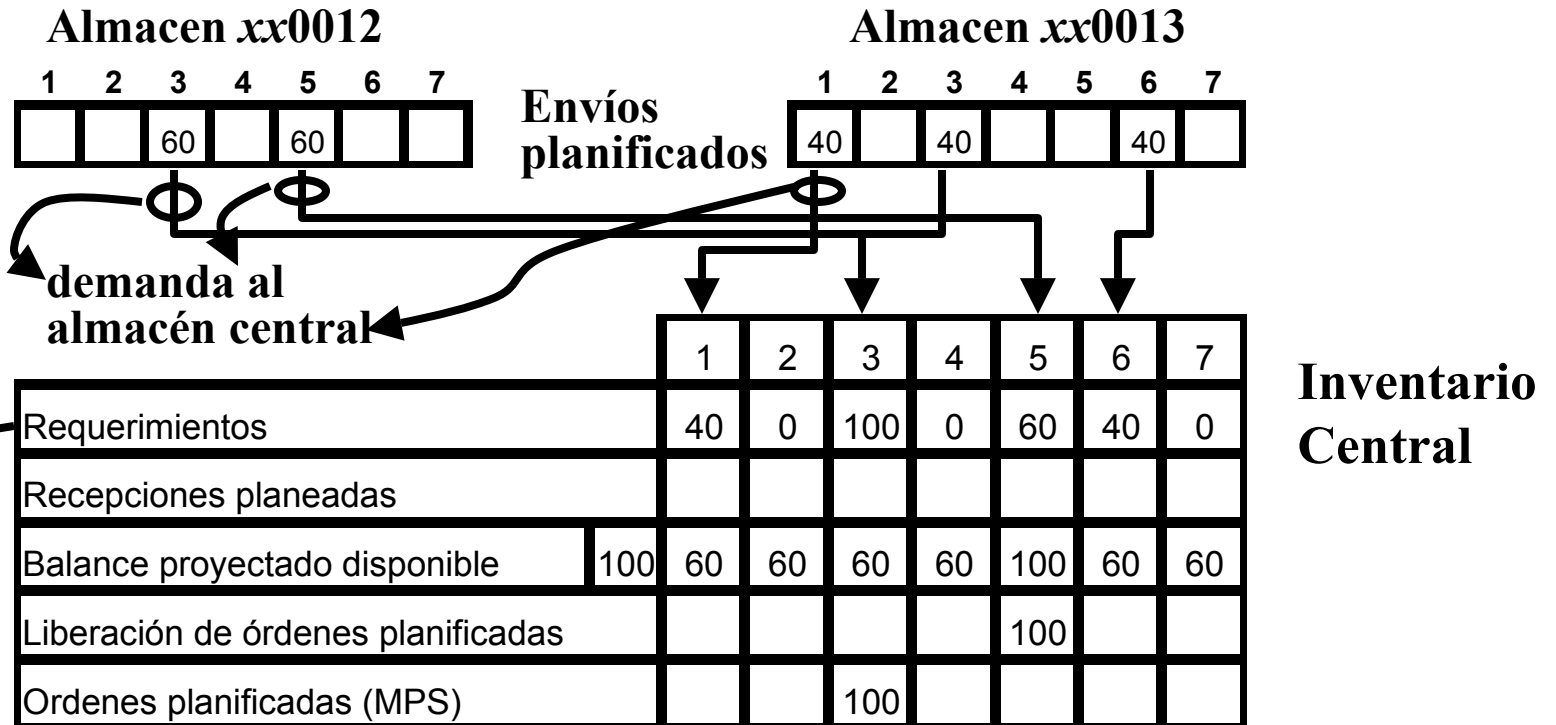 Almacen xx0012
Almacen xx0013
1 2 3 4 5 6 7
60 60
Envíos
planificados
1 2 3 4 5 6 7
40 40 40
demanda al
almacén central
1 2 3 4 5 6 7
Requerimientos 40 0 100 0 60 40 0
Recepciones planeadas
Balance proyectado disponible 100 60 60 60 60 100 60 60
Liberación de órdenes planificadas 100
Ordenes planificadas (MPS) 100
Inventario
Central